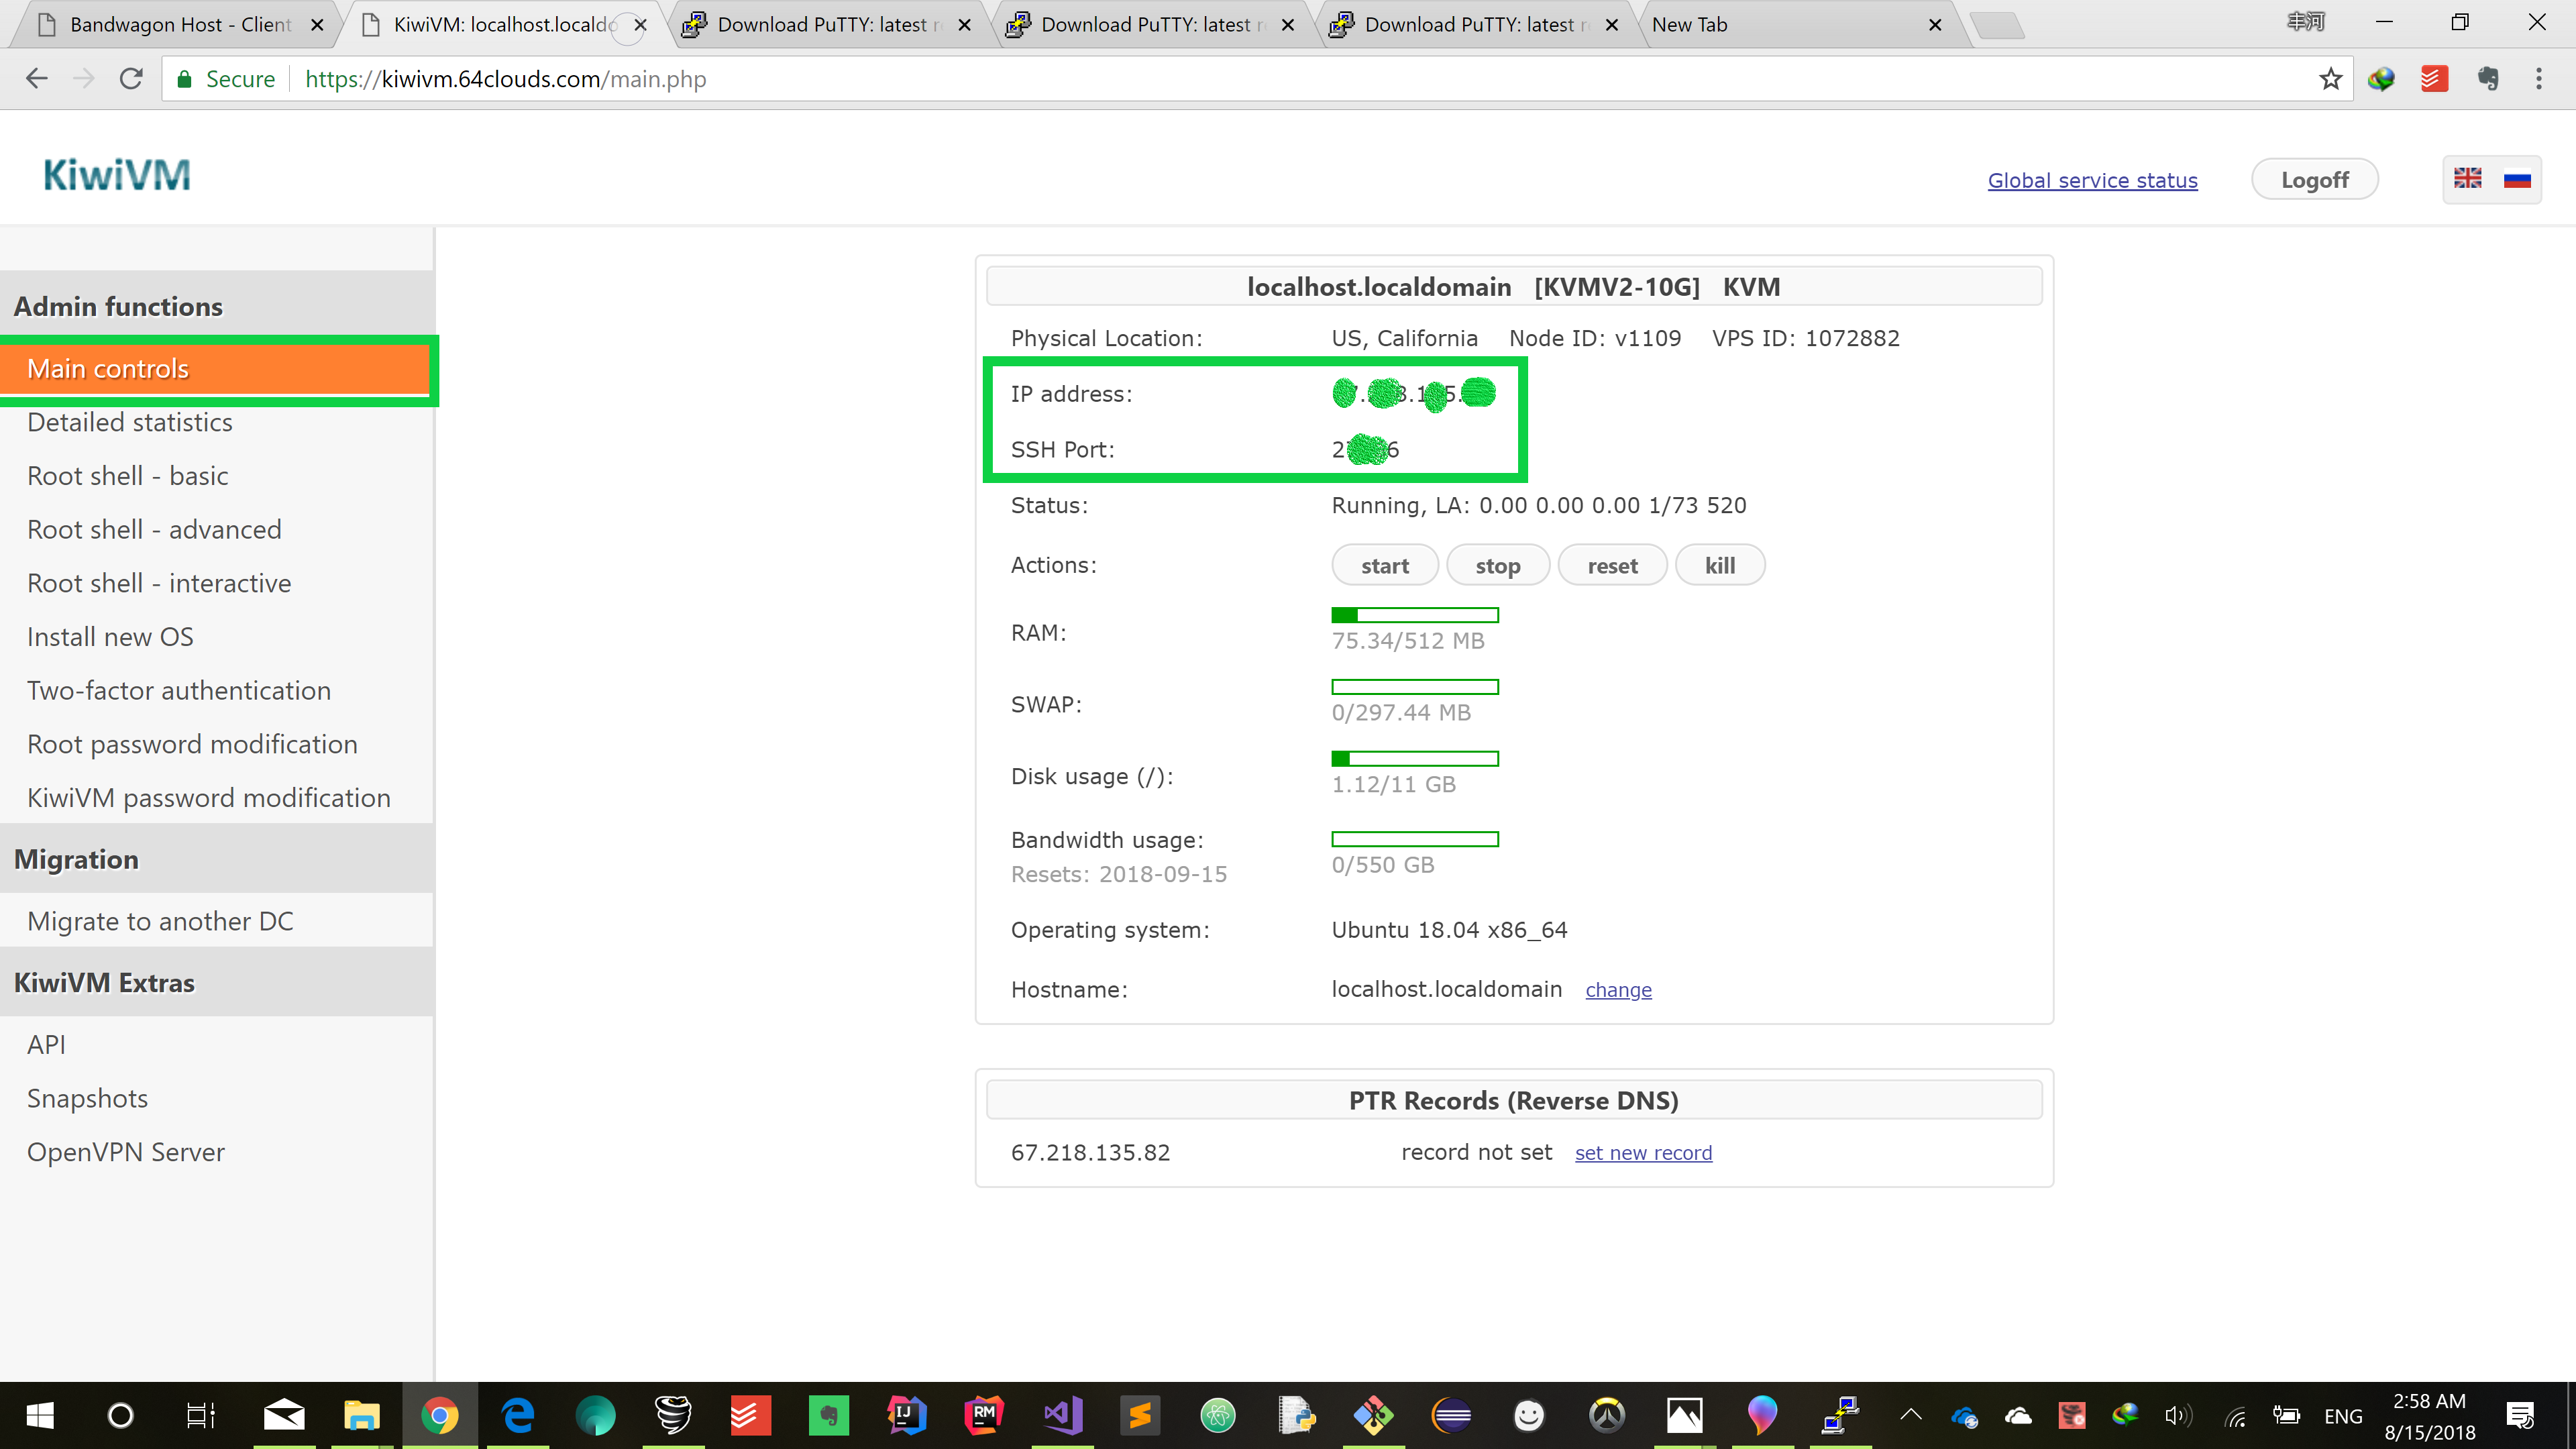 Bandwagon Host - Client
KiwiVM: localhost.localdo
Download PuTTY: latest re
Download PuTTY: latest re
Download PuTTY: latest re
New Tab
丰河
Secure
https://kiwivm.64clouds.com/main.php
KiwiVM
Global service status
Logoff
Admin functions
Main controls
Detailed statistics
Root shell - basic
Root shell - advanced
Root shell - interactive
Install new OS
Two-factor authentication
Root password modification
KiwiVM password modification
Migration
Migrate to another DC
KiwiVM Extras
API
Snapshots
OpenVPN Server
localhost.localdomain [KVMV2-10G] KVM
Physical Location: US, California Node ID: v1109 VPS ID: 1072882
IP address:
SSH Port:
Status: Running, LA: 0.00 0.00 0.00 1/73 520
Actions: start stop reset kill
RAM: 75.34/512 MB
SWAP: 0/297.44 MB
Disk usage (/): 1.12/11 GB
Bandwidth usage: 0/550 GB
Resets: 2018-09-15
Operating system: Ubuntu 18.04 x86_64
Hostname: localhost.localdomain change
PTR Records (Reverse DNS)
67.218.135.82 record not set set new record
IJ
RM
ENG
2:58 AM
8/15/2018